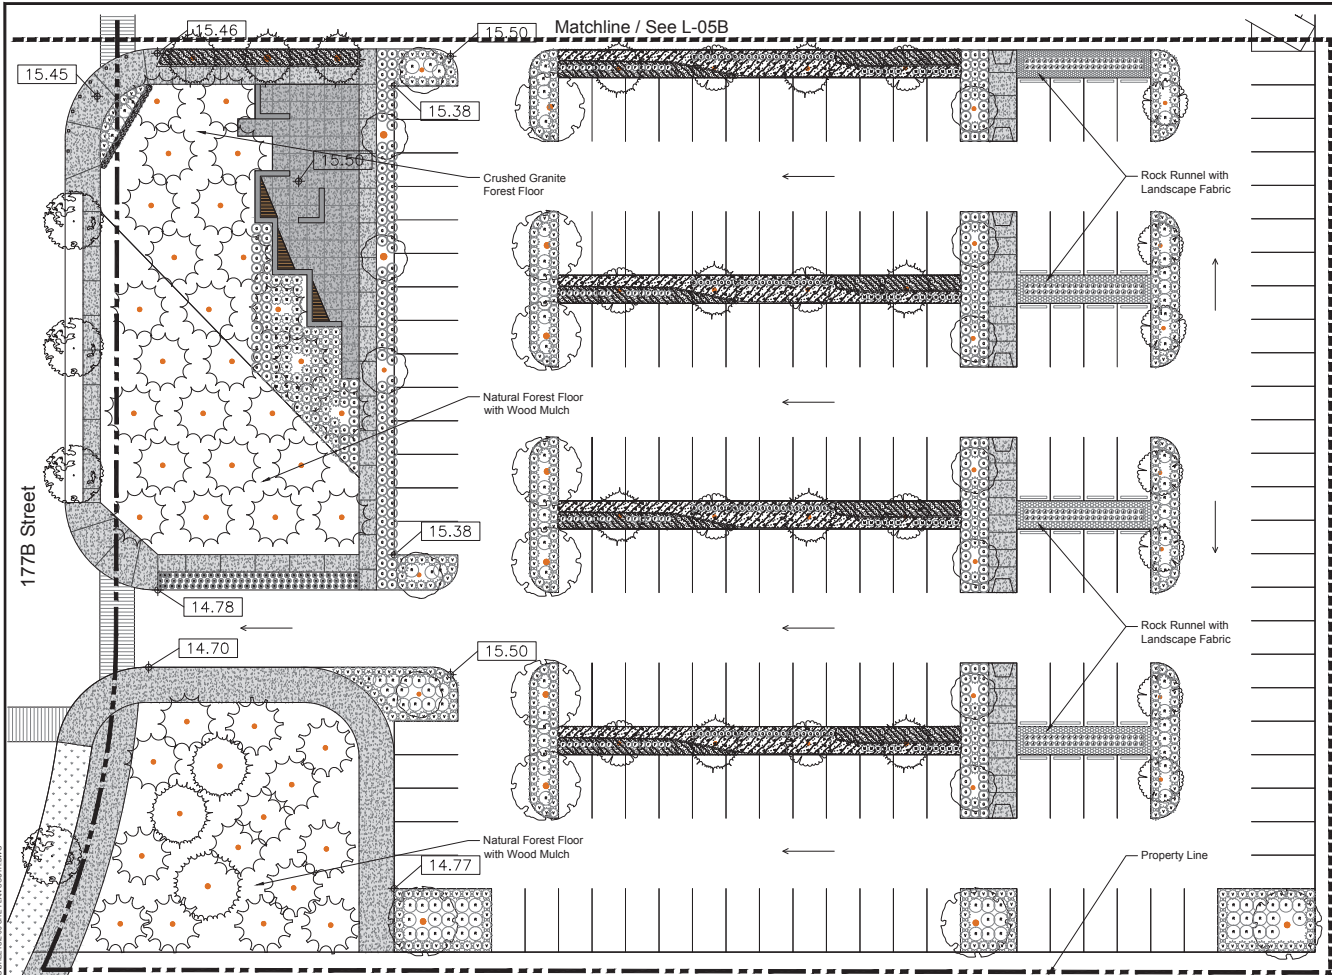 Matchline / See L-05B
15.46
15.50
15.45
15.38
15.50
Crushed Granite
Forest Floor
Rock Runnel with
Landscape Fabric
Natural Forest Floor
with Wood Mulch
177B Street
15.38
14.78
14.70
15.50
Rock Runnel with
Landscape Fabric
Natural Forest Floor
with Wood Mulch
14.77
Property Line